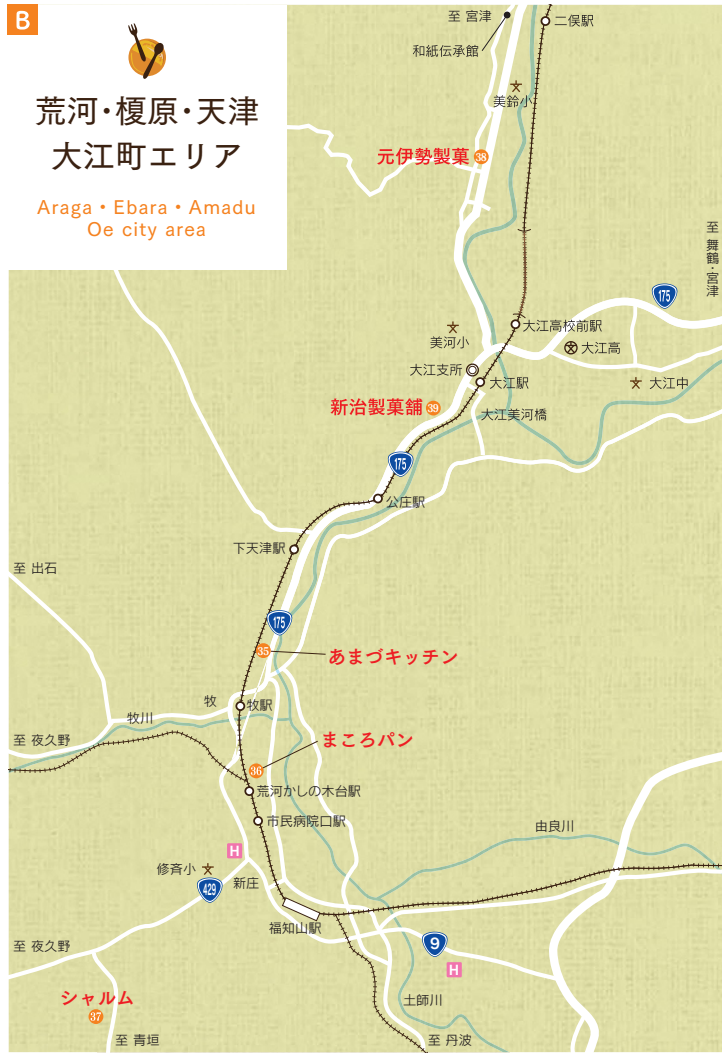 B
荒河・榎原・天津
大江町エリア
Araga・Ebara・Amadu
Oe city area
至 宮津
二俣駅
和紙伝承館
美鈴小
元伊勢製菓 38
至 舞鶴・宮津
175
大江高校前駅
美河小
大江高
大江支所
大江駅
大江中
新治製菓舗 39
大江美河橋
175
公庄駅
下天津駅
至 出石
175
35 あまづキッチン
牧
牧駅
牧川
至 夜久野
まころパン
36
荒河かしの木台駅
市民病院口駅
由良川
H
修斉小
429
新庄
福知山駅
9
至 夜久野
H
シャルム
37
土師川
至 青垣
至 丹波